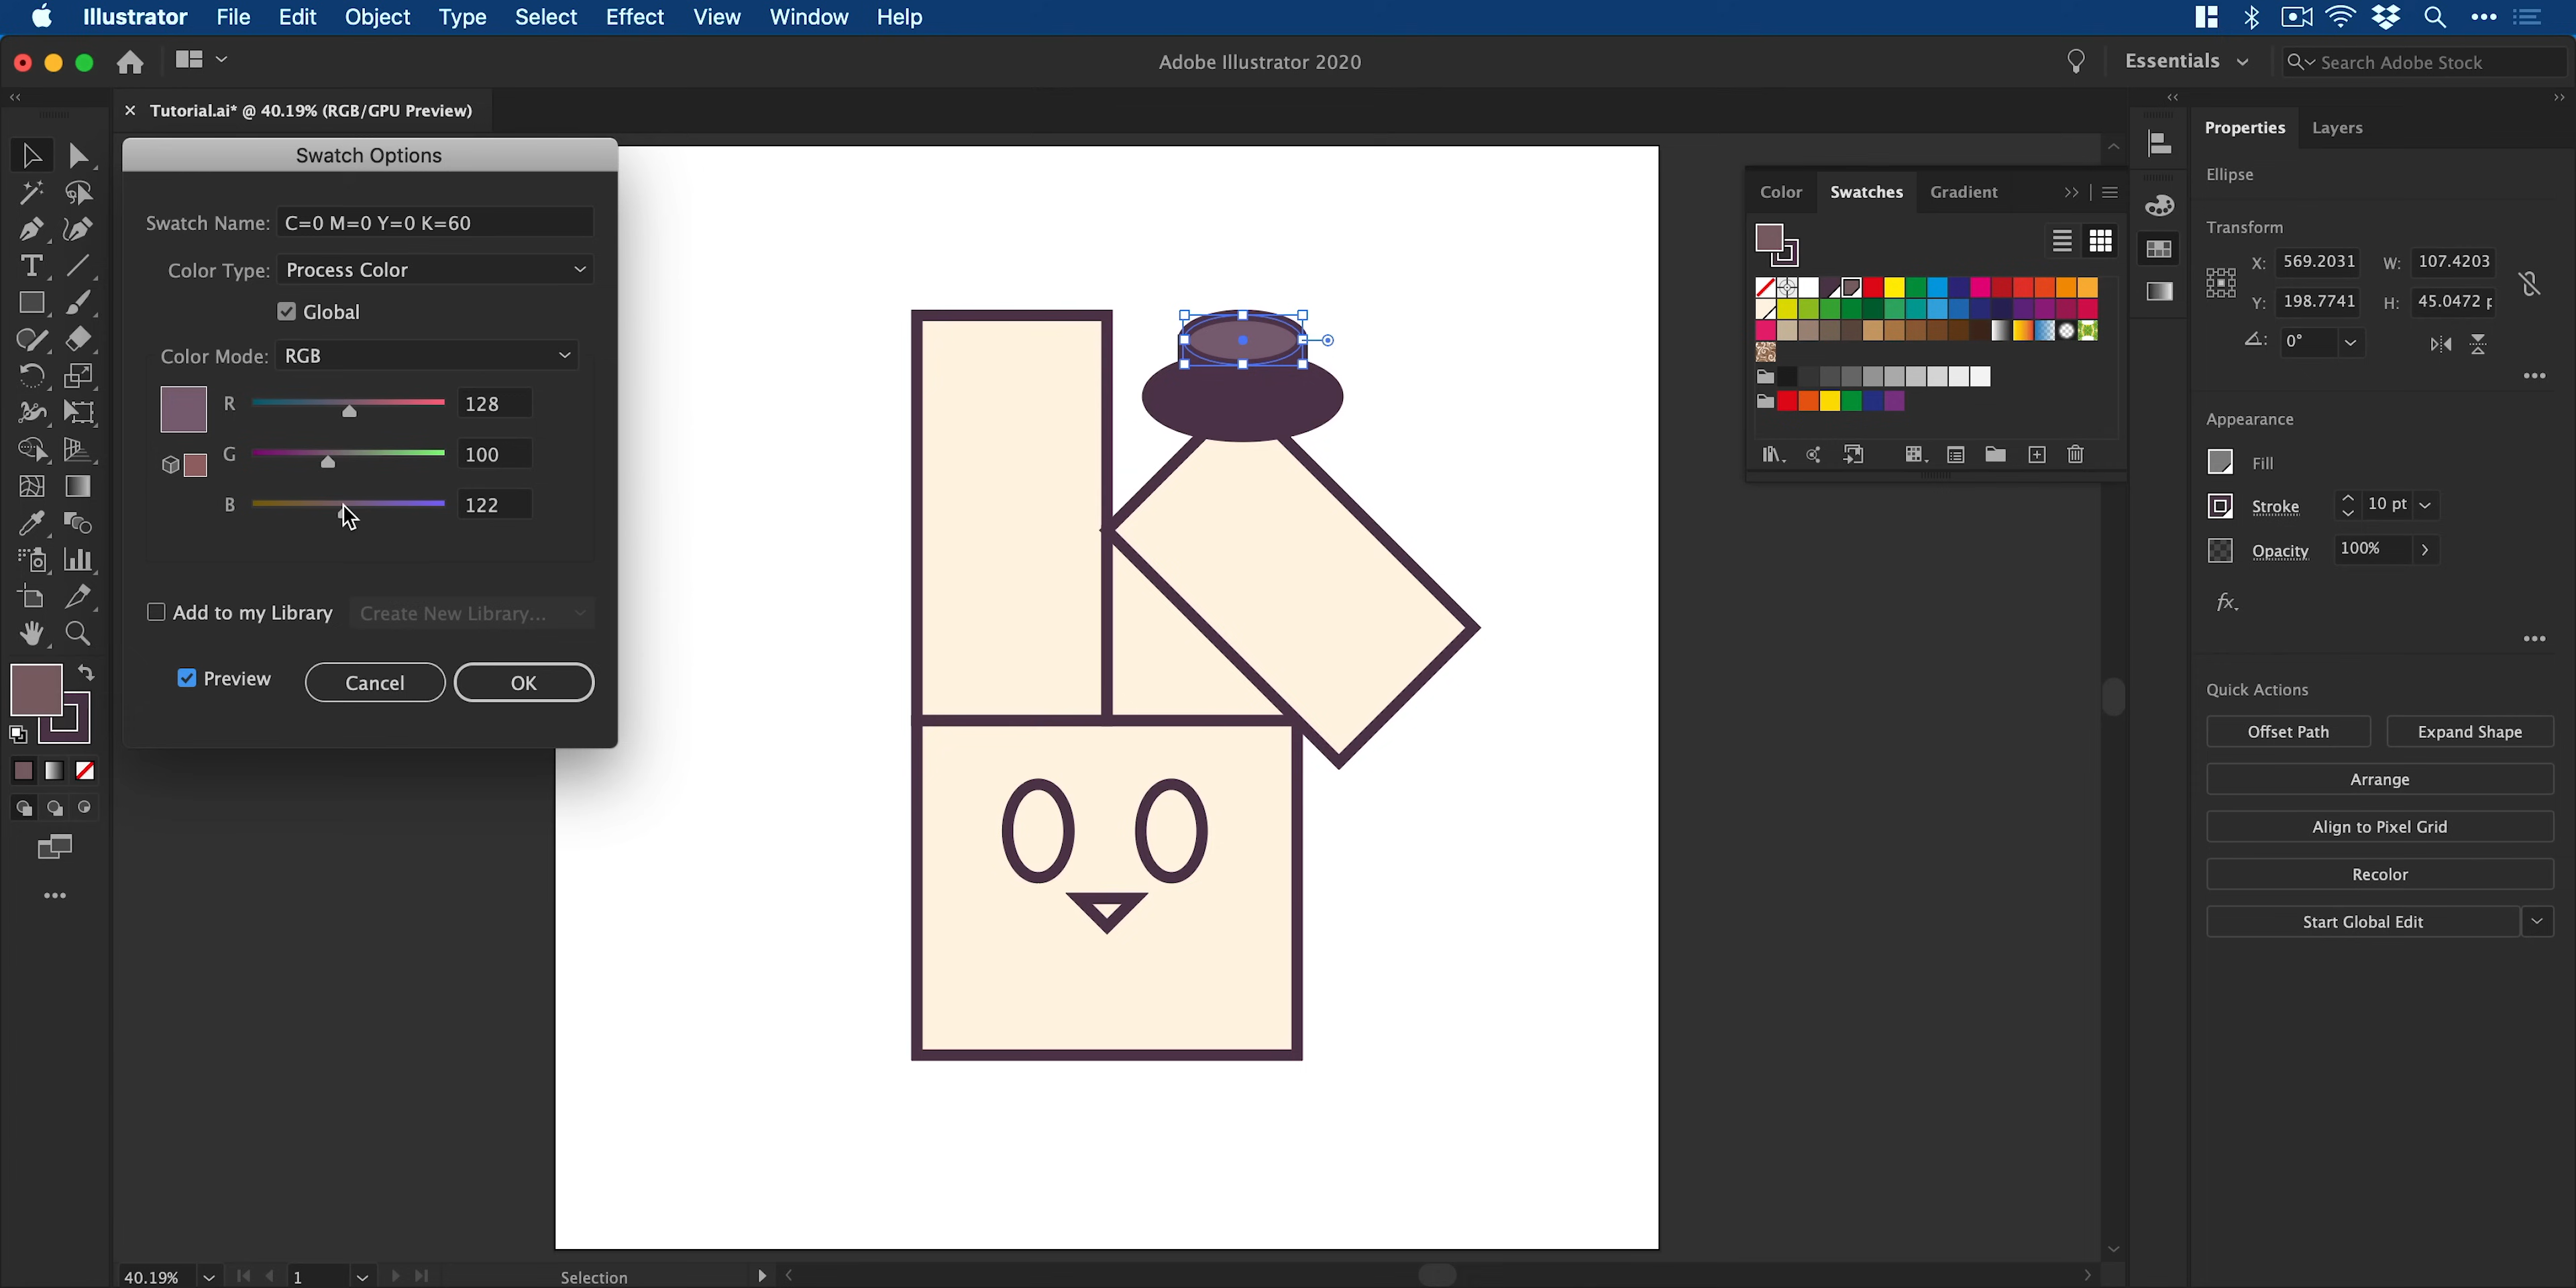 Illustrator File Edit Object Type Select Effect View Window Help
Adobe Illustrator 2020
Essentials
Search Adobe Stock
Tutorial.ai* @ 40.19% (RGB/GPU Preview)
Swatch Options
Swatch Name: C=0 M=0 Y=0 K=60
Color Type: Process Color
Global
Color Mode: RGB
R 128
G 100
B 122
Add to my Library Create New Library...
Preview Cancel OK
Color Swatches Gradient
Properties Layers
Ellipse
Transform
X: 569.2031 W: 107.4203
Y: 198.7741 H: 45.0472 p
0°
Appearance
Fill
Stroke 10 pt
Opacity 100%
fx
Quick Actions
Offset Path Expand Shape
Arrange
Align to Pixel Grid
Recolor
Start Global Edit
40.19% 1 Selection